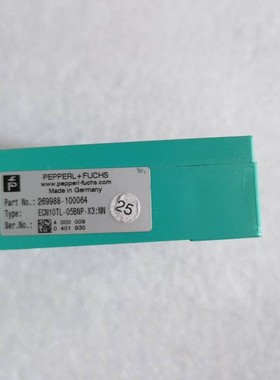 PEPPERL+FUCHS
www.pepperl-fuchs.com
Made in Germany
Part No.: 269988-100064
Type: ECN10TL-05BNP-X3:NN
Ser.No.: 4 000 009
0 401 930
25